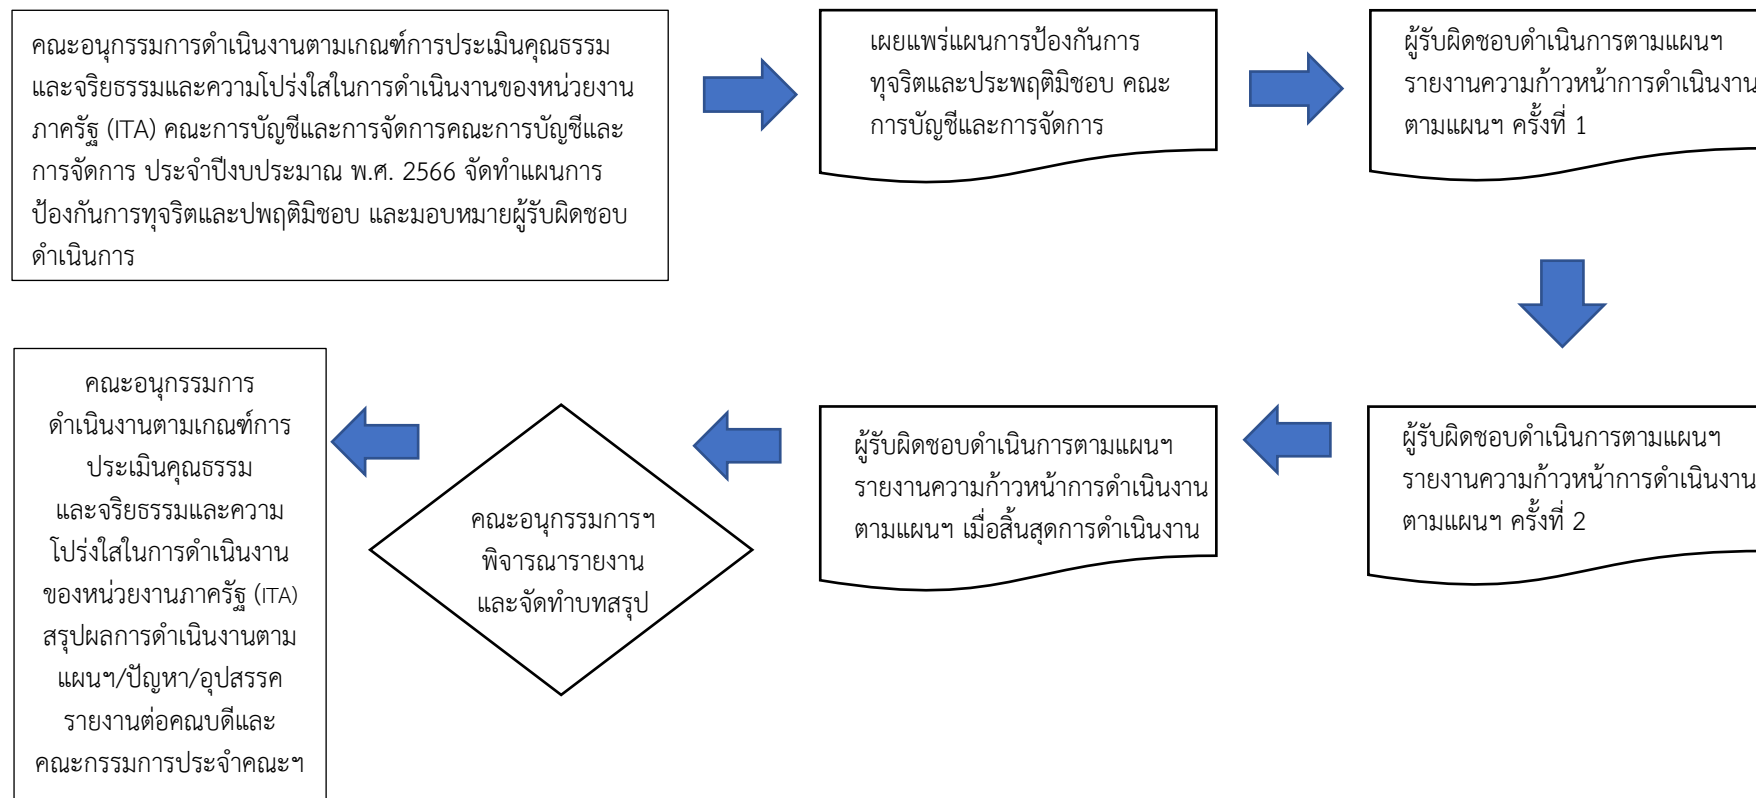 คณะอนุกรรมการดำเนินงานตามเกณฑ์การประเมินคุณธรรม
และจริยธรรมและความโปร่งใสในการดำเนินงานของหน่วยงาน
ภาครัฐ (ITA) คณะการบัญชีและการจัดการคณะการบัญชีและ
การจัดการ ประจำปีงบประมาณ พ.ศ. 2566 จัดทำแผนการ
ป้องกันการทุจริตและปพฤติมิชอบ และมอบหมายผู้รับผิดชอบ
ดำเนินการ
เผยแพร่แผนการป้องกันการ
ทุจริตและประพฤติมิชอบ คณะ
การบัญชีและการจัดการ
ผู้รับผิดชอบดำเนินการตามแผนฯ
รายงานความก้าวหน้าการดำเนินงาน
ตามแผนฯ ครั้งที่ 1
ผู้รับผิดชอบดำเนินการตามแผนฯ
รายงานความก้าวหน้าการดำเนินงาน
ตามแผนฯ ครั้งที่ 2
ผู้รับผิดชอบดำเนินการตามแผนฯ
รายงานความก้าวหน้าการดำเนินงาน
ตามแผนฯ เมื่อสิ้นสุดการดำเนินงาน
คณะอนุกรรมการฯ
พิจารณารายงาน
และจัดทำบทสรุป
คณะอนุกรรมการ
ดำเนินงานตามเกณฑ์การ
ประเมินคุณธรรม
และจริยธรรมและความ
โปร่งใสในการดำเนินงาน
ของหน่วยงานภาครัฐ (ITA)
สรุปผลการดำเนินงานตาม
แผนฯ/ปัญหา/อุปสรรค
รายงานต่อคณบดีและ
คณะกรรมการประจำคณะฯ